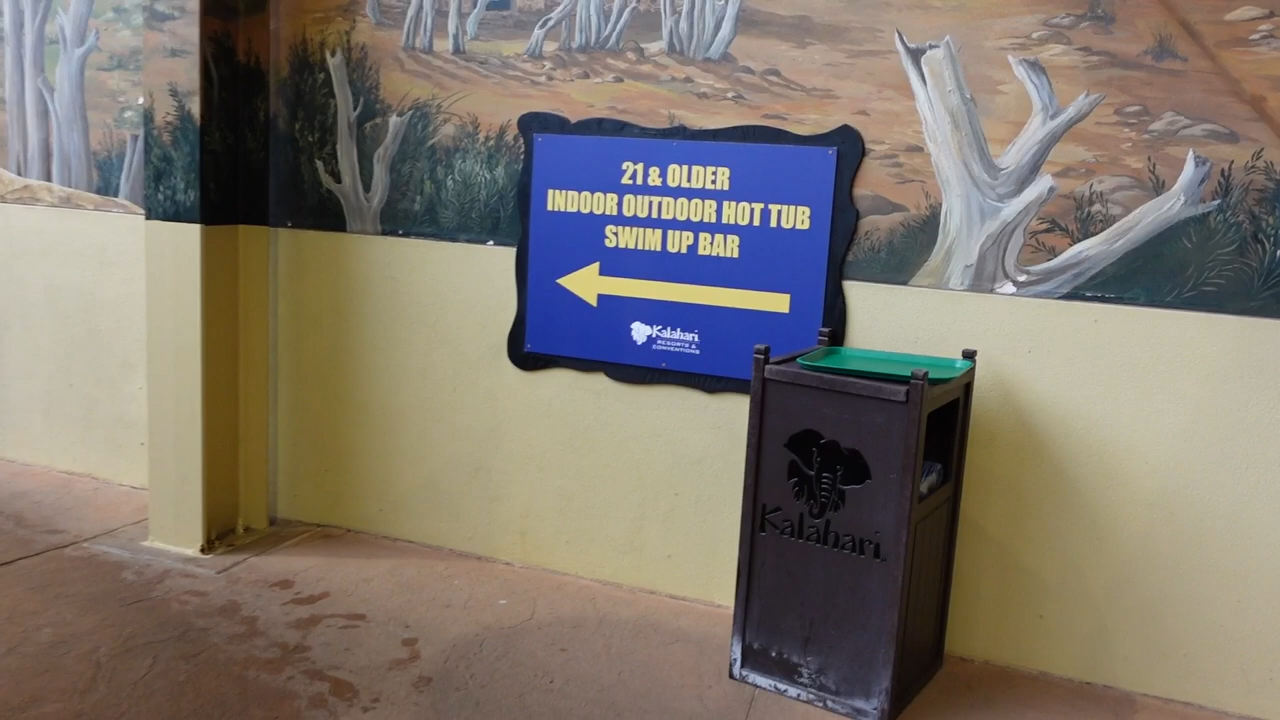 21 & OLDER
INDOOR OUTDOOR HOT TUB
SWIM UP BAR
Kalahari
RESORTS &
CONVENTIONS
Kalahari